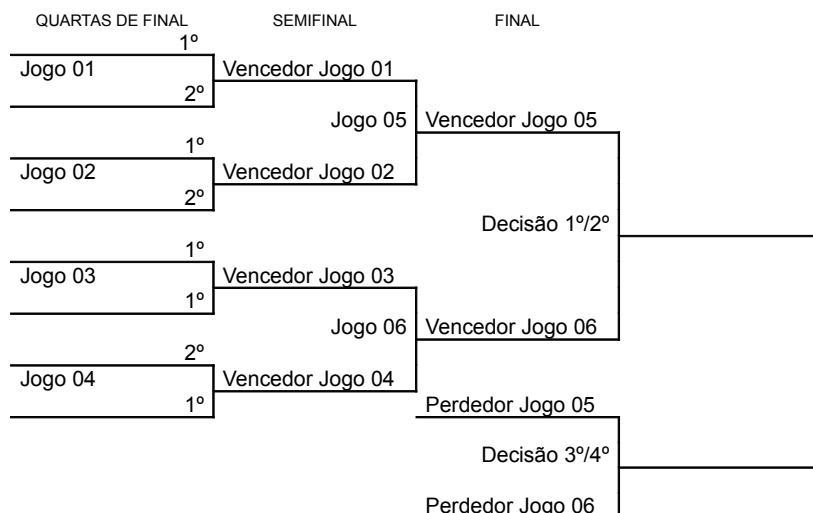 QUARTAS DE FINAL SEMIFINAL FINAL
1º
Jogo 01 Vencedor Jogo 01
2º
Jogo 05 Vencedor Jogo 05
1º
Jogo 02 Vencedor Jogo 02
2º
Decisão 1º/2º
1º
Jogo 03 Vencedor Jogo 03
1º
Jogo 06 Vencedor Jogo 06
2º
Jogo 04 Vencedor Jogo 04
1º
Perdedor Jogo 05
Decisão 3º/4º
Perdedor Jogo 06